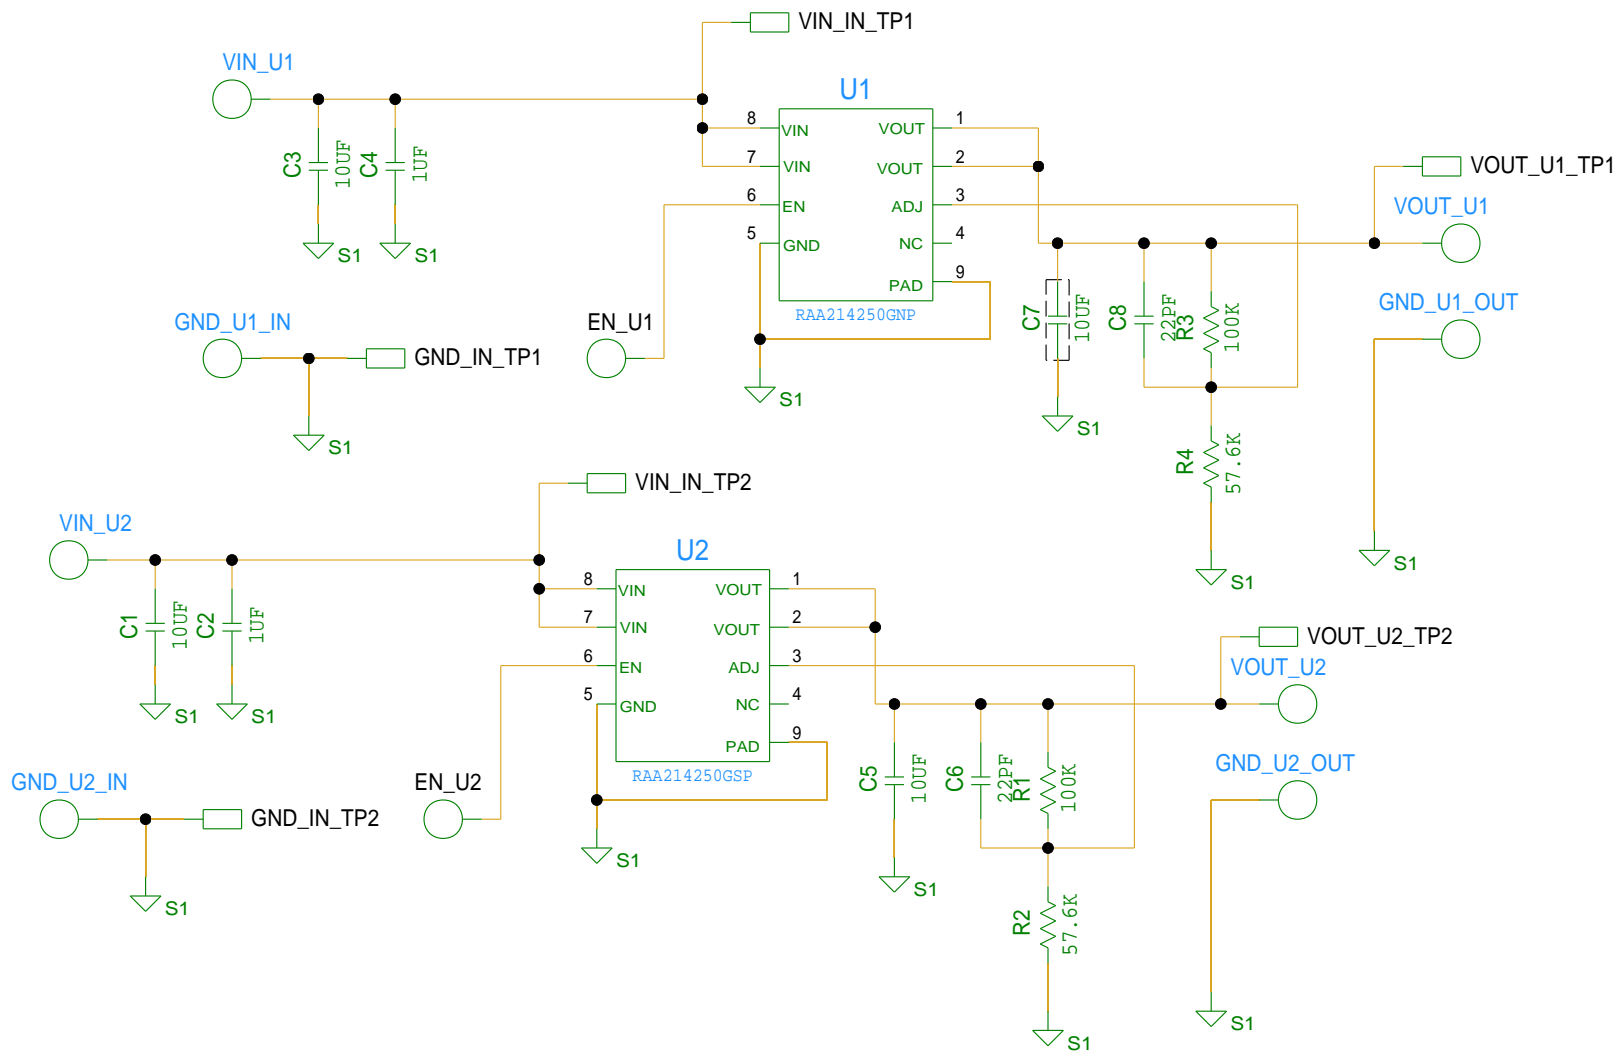 VIN_IN_TP1
VIN_U1
U1
8 VIN VOUT 1
7 VIN VOUT 2
6 EN ADJ 3
5 GND NC 4
PAD 9
RAA214250GNP
C3 10UF
C4 1UF
S1
S1
VOUT_U1_TP1
VOUT_U1
GND_U1_IN
GND_IN_TP1
S1
EN_U1
S1
C7 10UF
C8 22PF
R3 100K
GND_U1_OUT
S1
R4 57.6K
S1
S1
VIN_IN_TP2
VIN_U2
U2
8 VIN VOUT 1
7 VIN VOUT 2
6 EN ADJ 3
5 GND NC 4
PAD 9
RAA214250GSP
C1 10UF
C2 1UF
S1
S1
VOUT_U2_TP2
VOUT_U2
GND_U2_IN
GND_IN_TP2
S1
EN_U2
S1
C5 10UF
C6 22PF
R1 100K
GND_U2_OUT
S1
R2 57.6K
S1
S1